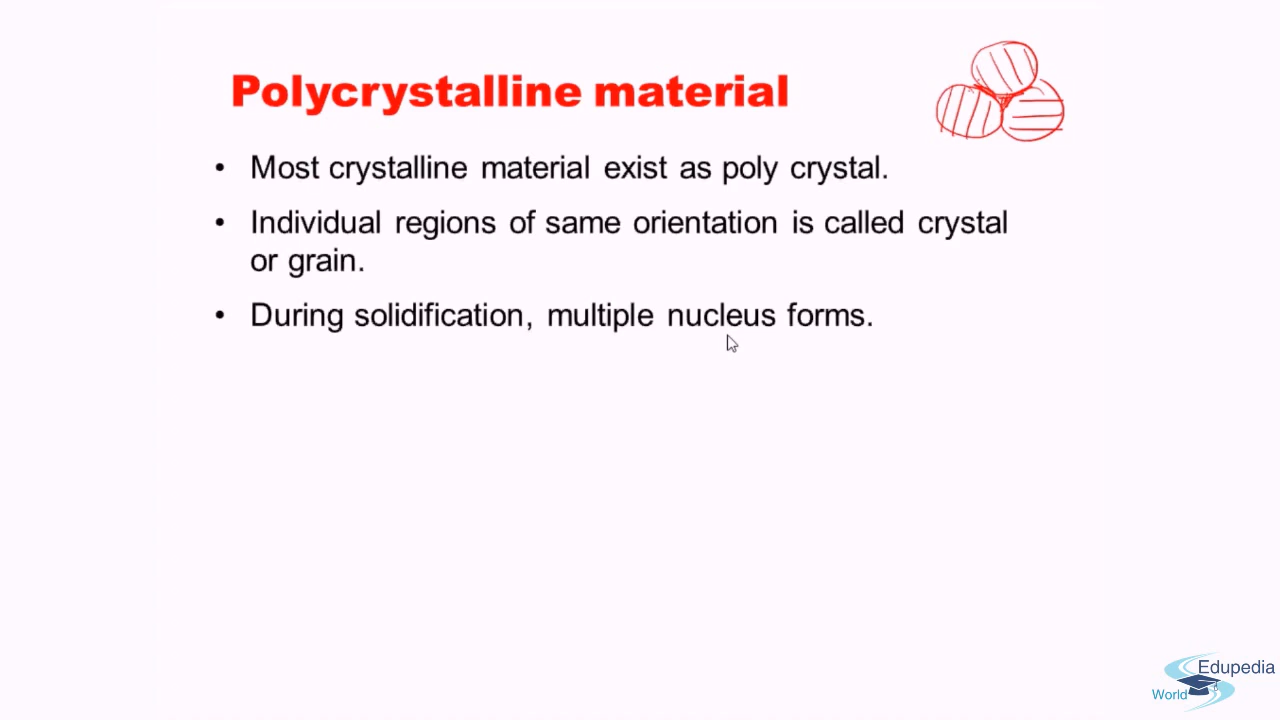 Polycrystalline material
• Most crystalline material exist as poly crystal.
• Individual regions of same orientation is called crystal
or grain.
• During solidification, multiple nucleus forms.
Edupedia
World